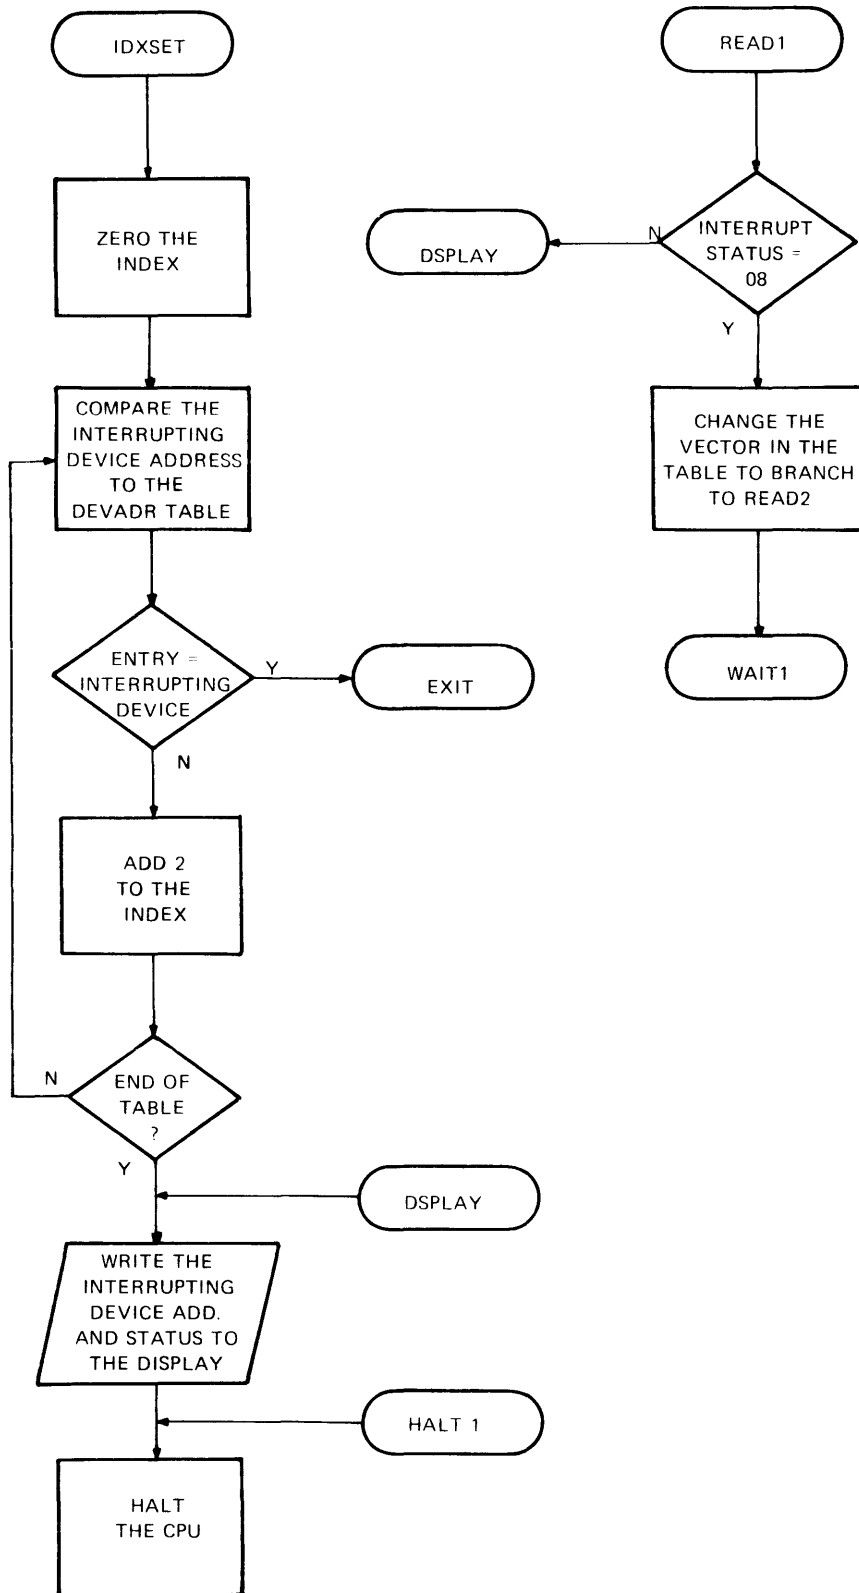 IDXSET
ZERO THE
INDEX
COMPARE THE
INTERRUPTING
DEVICE ADDRESS
TO THE
DEVADR TABLE
ENTRY =
INTERRUPTING
DEVICE
Y
EXIT
N
ADD 2
TO THE
INDEX
END OF
TABLE
?
N
Y
DSPLAY
WRITE THE
INTERRUPTING
DEVICE ADD.
AND STATUS TO
THE DISPLAY
HALT 1
HALT
THE CPU
READ1
INTERRUPT
STATUS =
08
N
DSPLAY
Y
CHANGE THE
VECTOR IN THE
TABLE TO BRANCH
TO READ2
WAIT1